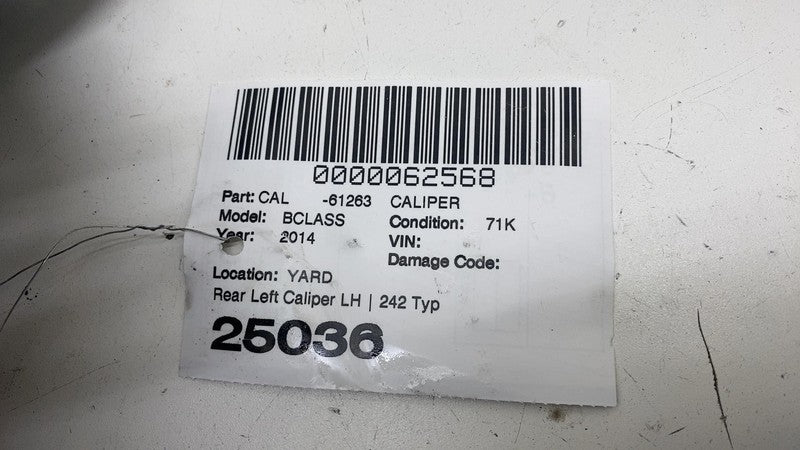 0000062568
Part: CAL -61263 CALIPER
Model: BCLASS Condition: 71K
Year: 2014 VIN:
Damage Code:
Location: YARD
Rear Left Caliper LH | 242 Typ
25036